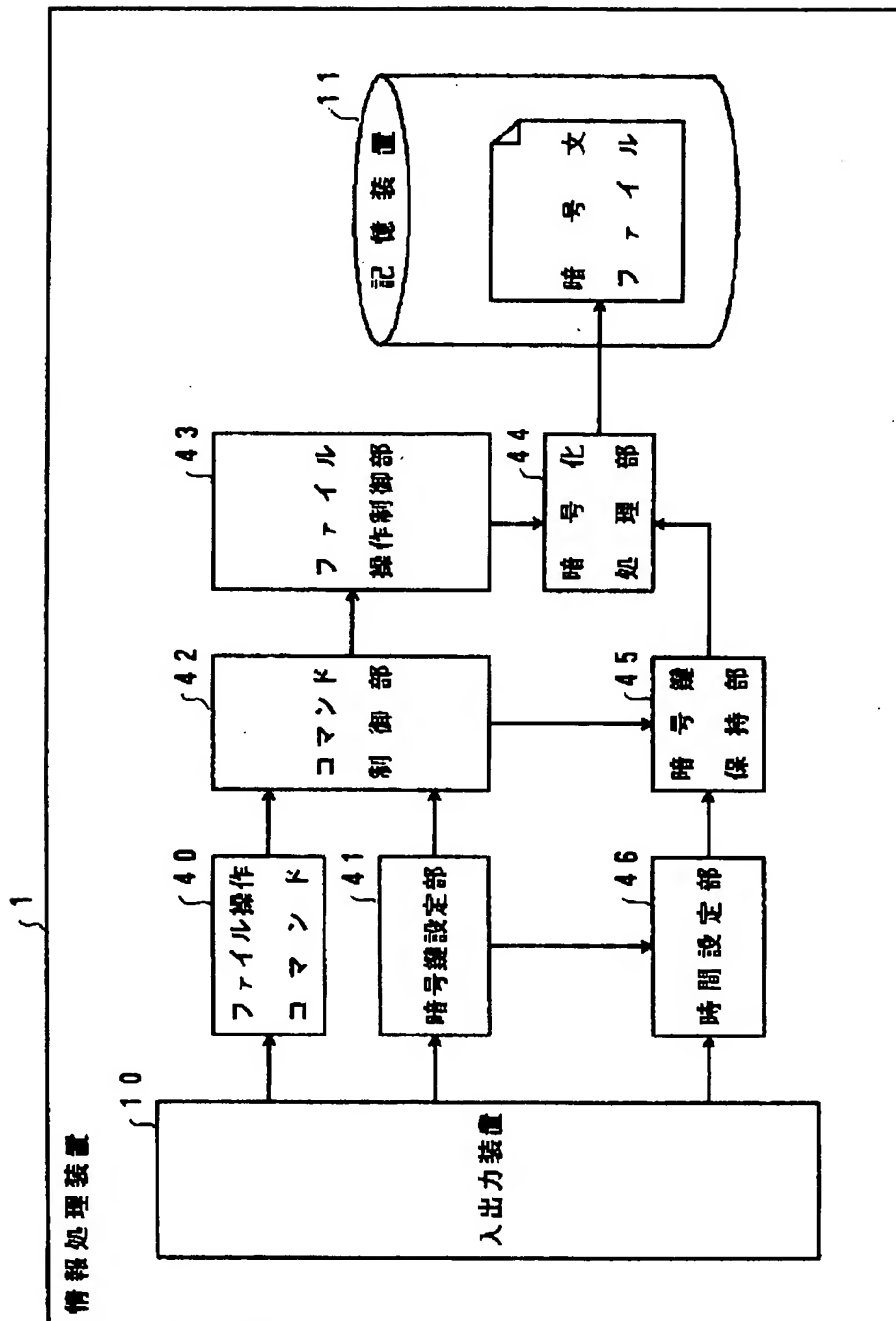 1
情報処理装置
10
入出力装置
40
ファイル操作
コマンド
41
暗号鍵設定部
46
時間設定部
42
コマンド
制御部
45
暗号鍵
保持部
43
ファイル
操作制御部
44
暗号化
処理部
11
記憶装置
暗号文
ファイル